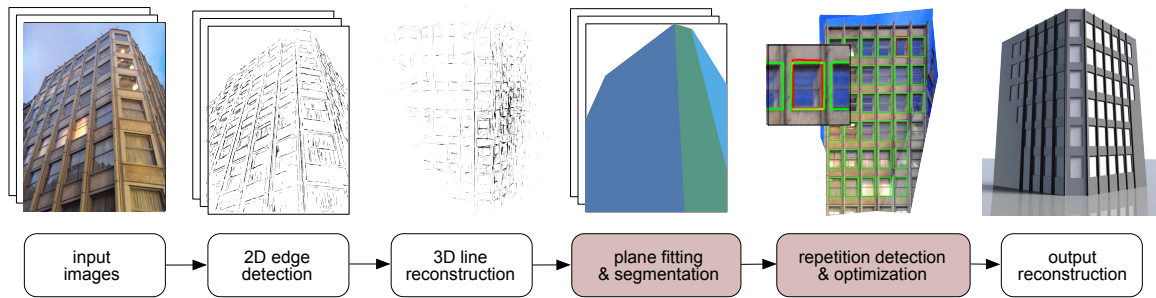 input
images
2D edge
detection
3D line
reconstruction
plane fitting
& segmentation
repetition detection
& optimization
output
reconstruction